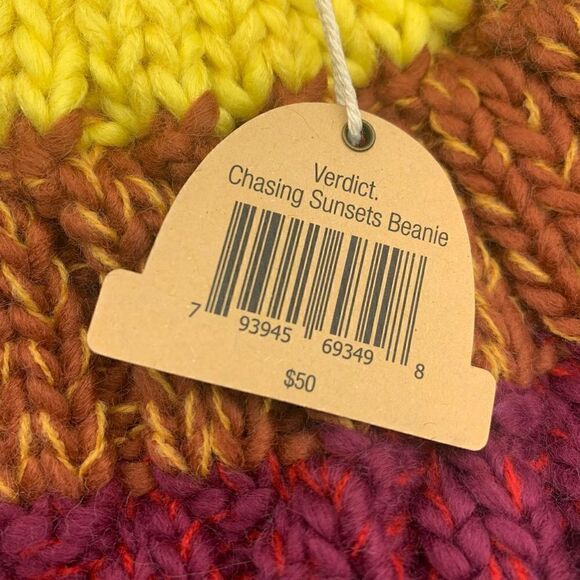 Verdict.
Chasing Sunsets Beanie
7 93945 69349 8
$50